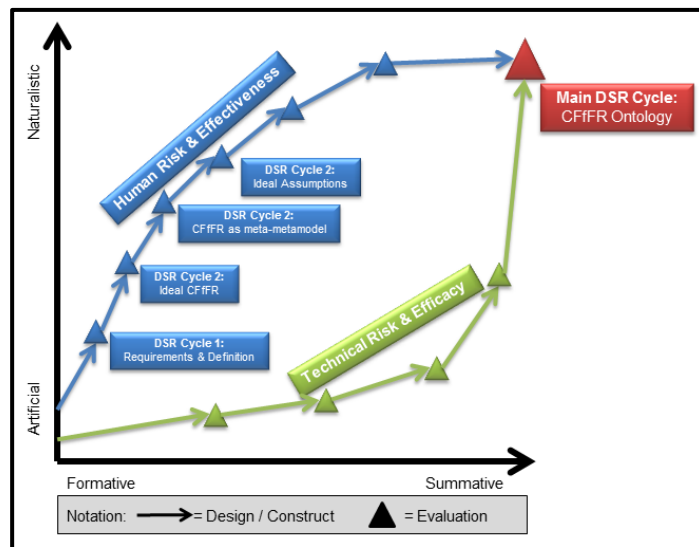 Naturalistic
Artificial
Human Risk & Effectiveness
Main DSR Cycle:
CFfFR Ontology
DSR Cycle 2:
Ideal Assumptions
DSR Cycle 2:
CFfFR as meta-metamodel
DSR Cycle 2:
Ideal CFfFR
DSR Cycle 1:
Requirements & Definition
Technical Risk & Efficacy
Formative
Summative
Notation:
= Design / Construct
= Evaluation